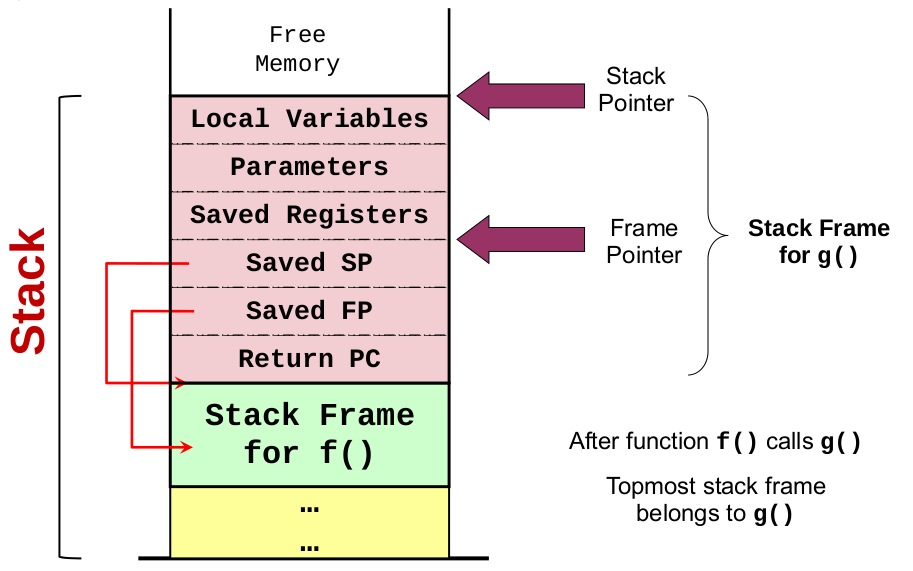 Free
Memory
Stack
Pointer
Local Variables
Parameters
Saved Registers
Frame
Pointer
Stack Frame
for g()
Saved SP
Saved FP
Return PC
Stack
Stack Frame
for f()
After function f() calls g()
Topmost stack frame
belongs to g()
…
…